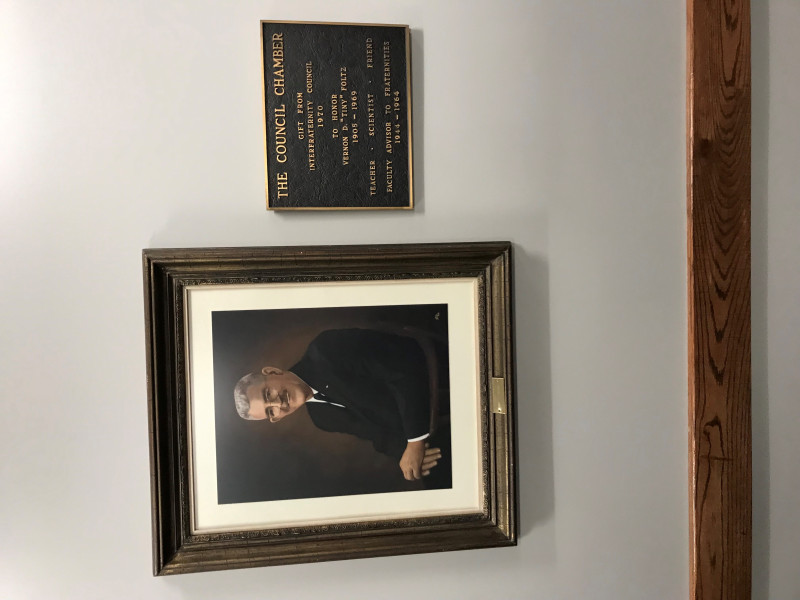 THE COUNCIL CHAMBER
GIFT FROM
INTERFRATERNITY COUNCIL
1970
TO HONOR
VERNON D. "TINY" FOLTZ
1905 – 1969
TEACHER · SCIENTIST · FRIEND
FACULTY ADVISOR TO FRATERNITIES
1944 – 1964